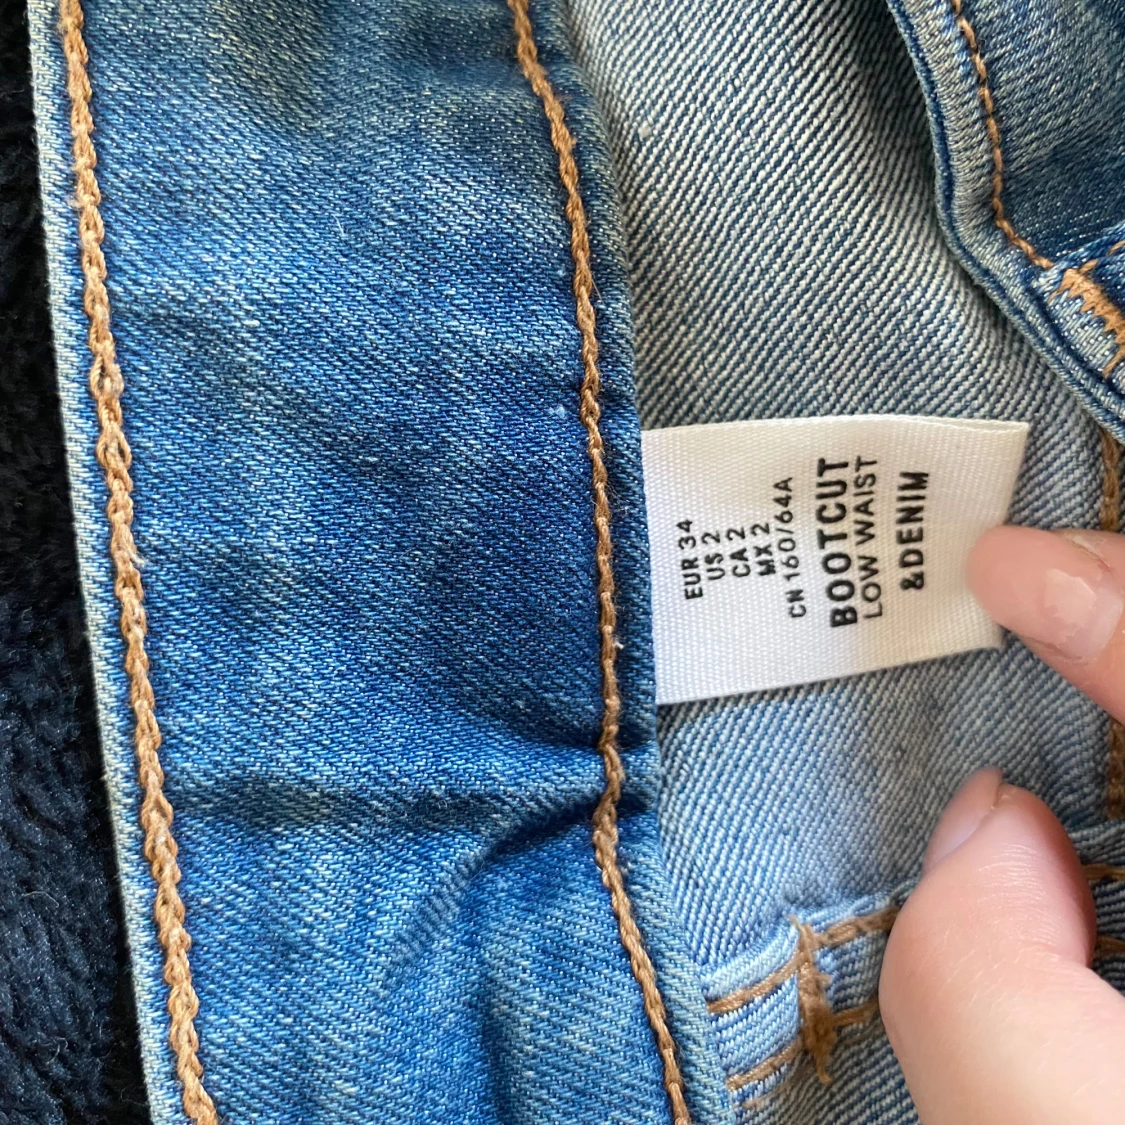 EUR 34
US 2
CA 2
MX 2
CN 160/64A
BOOTCUT
LOW WAIST
&DENIM